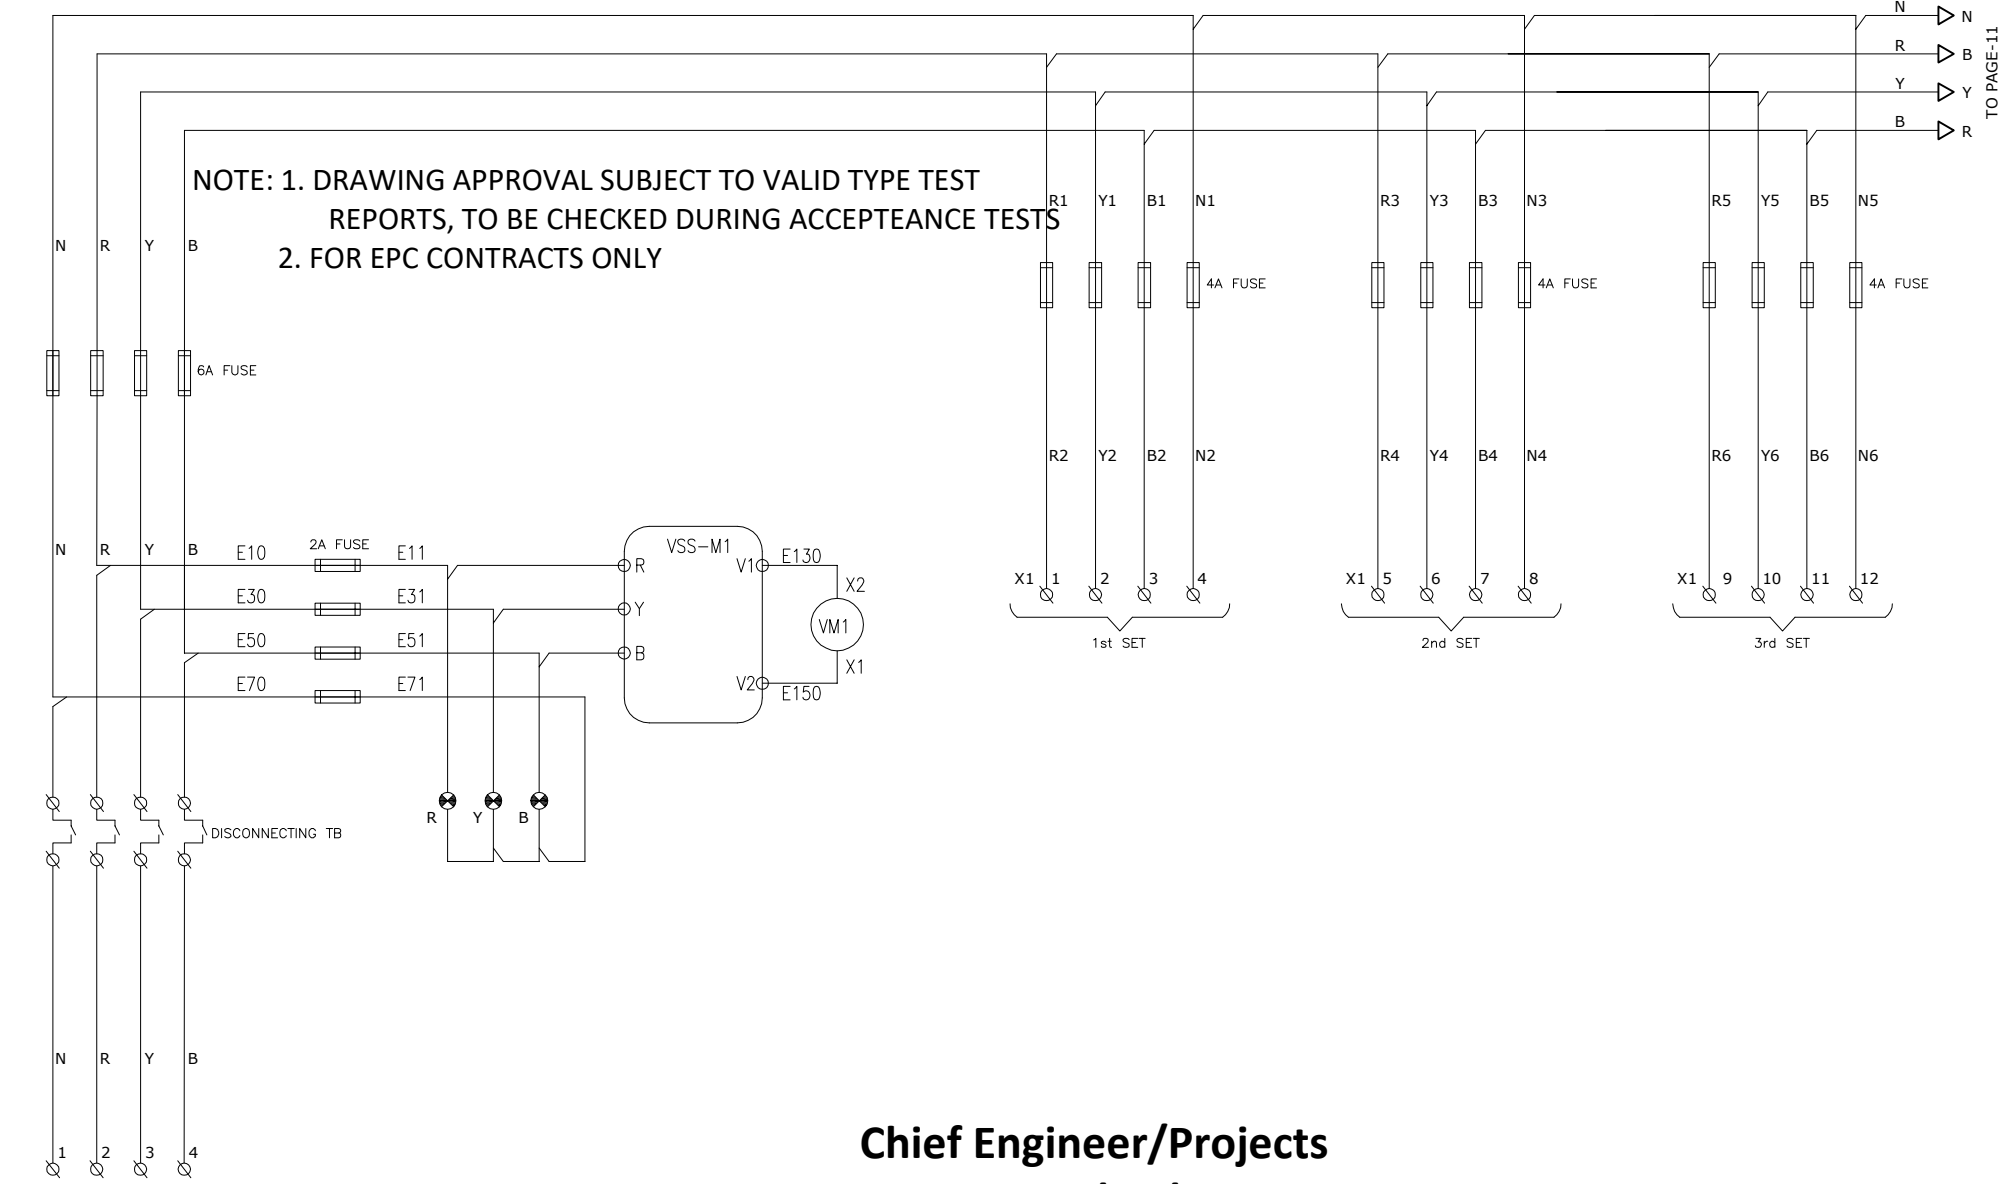 N N
R B
Y Y
B R
TO PAGE-11
NOTE: 1. DRAWING APPROVAL SUBJECT TO VALID TYPE TEST
REPORTS, TO BE CHECKED DURING ACCEPTEANCE TESTS
2. FOR EPC CONTRACTS ONLY
R1 Y1 B1 N1 R3 Y3 B3 N3 R5 Y5 B5 N5
N R Y B
4A FUSE 4A FUSE 4A FUSE
6A FUSE
R2 Y2 B2 N2 R4 Y4 B4 N4 R6 Y6 B6 N6
N R Y B E10 2A FUSE E11
E30 E31
E50 E51
E70 E71
VSS-M1
R V1 E130
Y
B
V2 E150
X2
VM1
X1
X1 1 2 3 4 X1 5 6 7 8 X1 9 10 11 12
1st SET 2nd SET 3rd SET
R Y B
DISCONNECTING TB
N R Y B
1 2 3 4
Chief Engineer/Projects